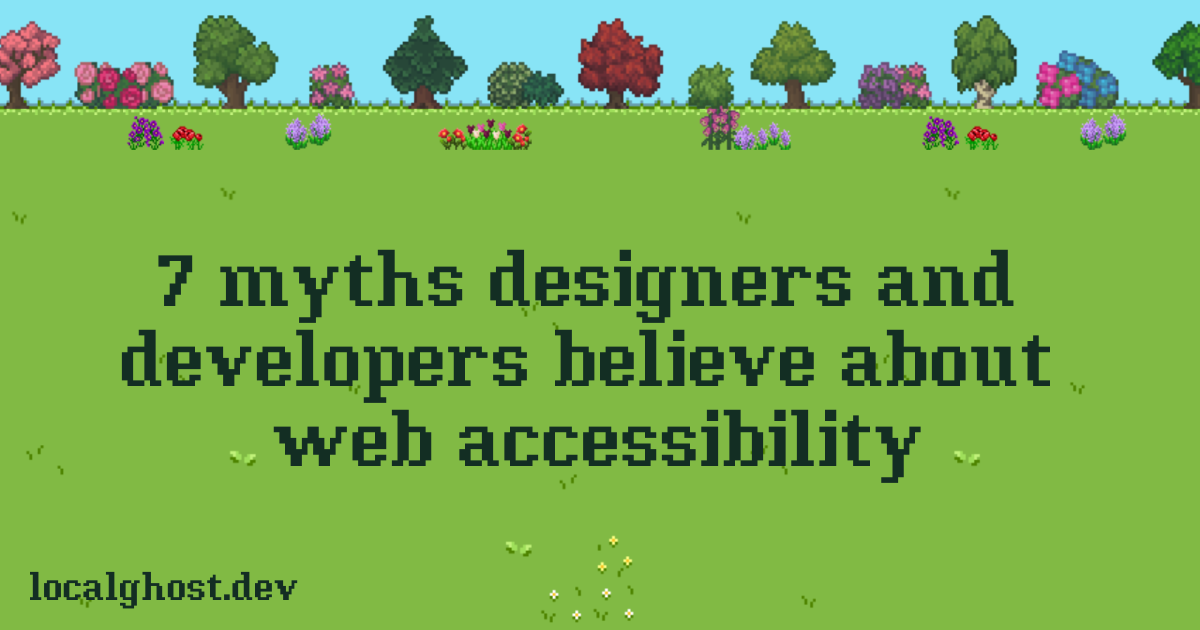 7 myths designers and
developers believe about
web accessibility
localghost.dev